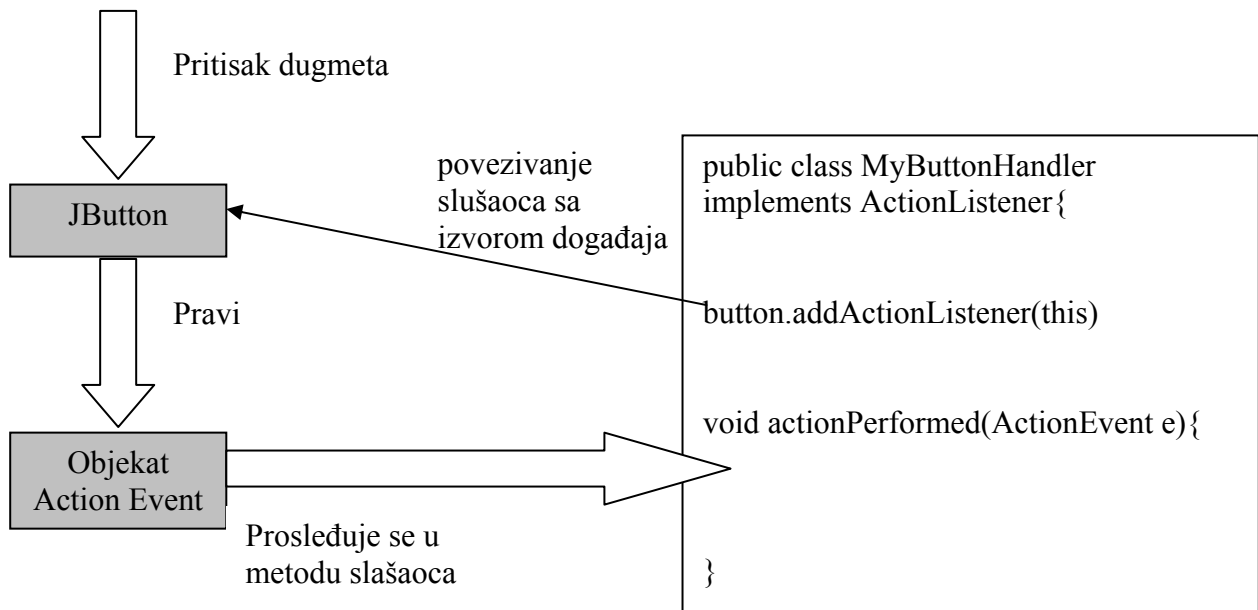 Pritisak dugmeta
JButton
povezivanje
slušaoca sa
izvorom događaja
public class MyButtonHandler
implements ActionListener{
Pravi
button.addActionListener(this)
void actionPerformed(ActionEvent e){
Objekat
Action Event
Prosleđuje se u
metodu slašaoca
}